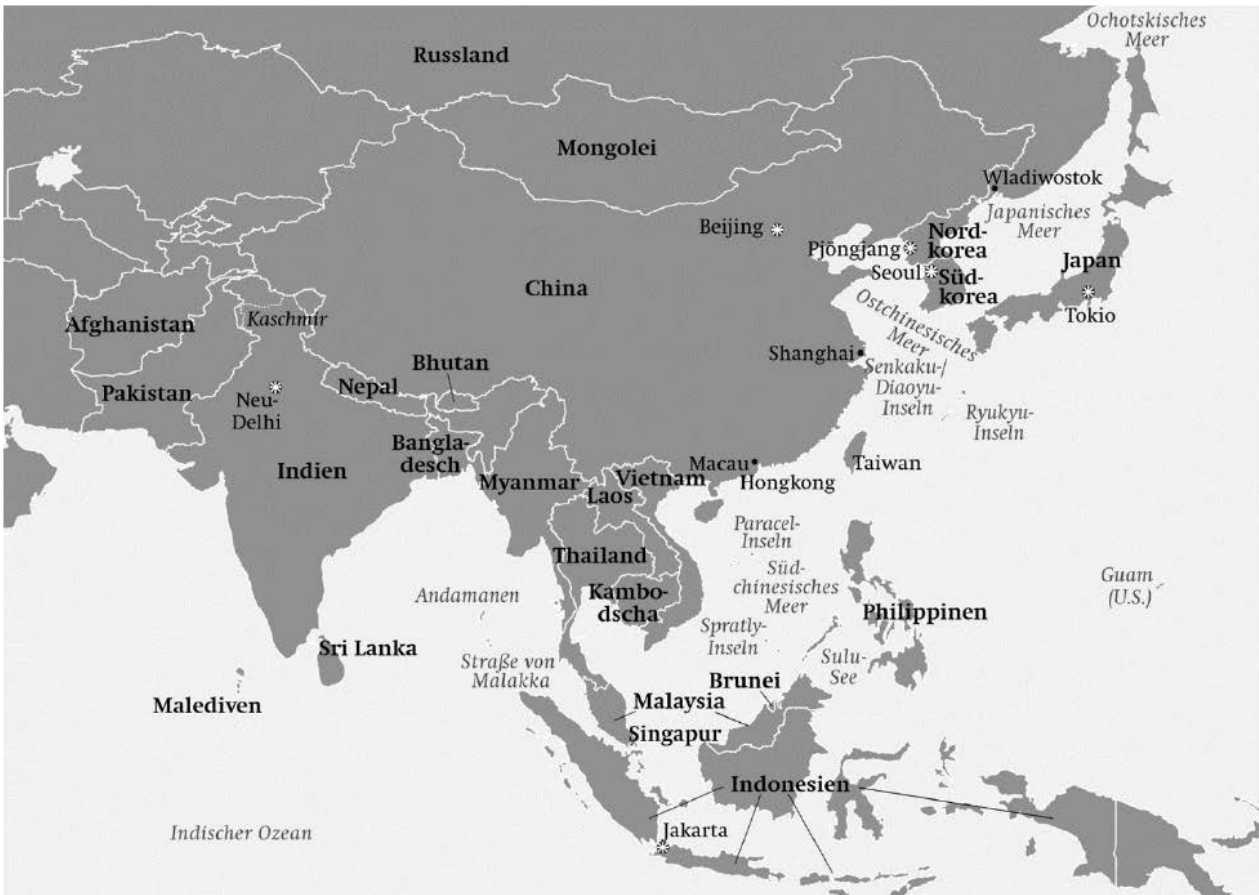 Ochotskisches
Meer
Russland
Mongolei
Wladiwostok
Japanisches
Meer
Beijing
Nord-
korea
Pjöngjang
Seoul
Süd-
korea
Japan
Tokio
China
Kaschmir
Afghanistan
Ostchinesisches
Meer
Shanghai
Senkaku-/
Diaoyu-
Inseln
Bhutan
Nepal
Pakistan
Neu-
Delhi
Ryukyu-
Inseln
Bangla-
desch
Indien
Myanmar
Vietnam
Laos
Macau
Hongkong
Taiwan
Paracel-
Inseln
Thailand
Süd-
chinesisches
Meer
Guam
(U.S.)
Andamanen
Kambo-
dscha
Philippinen
Spratly-
Inseln
Sri Lanka
Straße von
Malakka
Sulu-
See
Brunei
Malediven
Malaysia
Singapur
Indonesien
Indischer Ozean
Jakarta